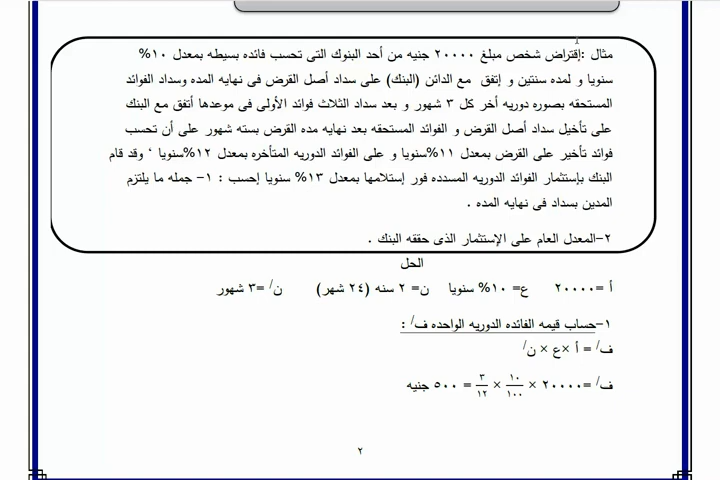 مثال :إقتراض شخص مبلغ ٢٠٠٠٠ جنيه من أحد البنوك التى تحسب فائده بسيطه بمعدل ١٠%
سنويا و لمده سنتين و إتفق مع الدائن (البنك) على سداد أصل القرض فى نهايه المده وسداد الفوائد
المستحقه بصوره دوريه أخر كل ٣ شهور و بعد سداد الثلاث فوائد الأولى فى موعدها أتفق مع البنك
على تأخيل سداد أصل القرض و الفوائد المستحقه بعد نهايه مده القرض بسته شهور على أن تحسب
فوائد تأخير على القرض بمعدل ١١%سنويا و على الفوائد الدوريه المتأخره بمعدل ١٢%سنويا ، وقد قام
البنك بإستثمار الفوائد الدوريه المسدده فور إستلامها بمعدل ١٣% سنويا إحسب : ١- جمله ما يلتزم
المدين بسداد فى نهايه المده .
٢-المعدل العام على الإستثمار الذى حققه البنك .
الحل
أ =٢٠٠٠٠ ع= ١٠% سنويا ن= ٢ سنه (٢٤ شهر) ن/ =٣ شهور
١-حساب قيمه الفائده الدوريه الواحده ف/ :
ف/ = أ ×ع × ن/
ف/ =٢٠٠٠٠ × ١٠/١٠٠ × ٣/١٢ = ٥٠٠ جنيه
٢